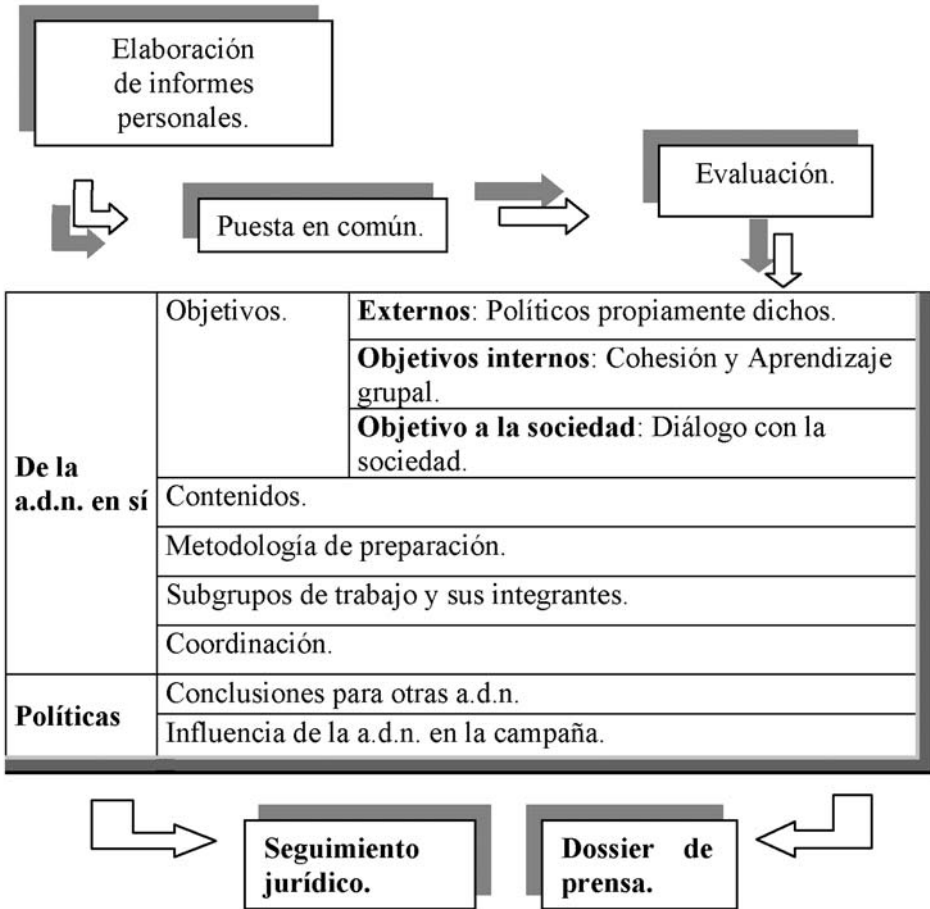 Elaboración
de informes
personales.
Puesta en común.
Evaluación.
De la
a.d.n. en sí
Objetivos.
Externos: Políticos propiamente dichos.
Objetivos internos: Cohesión y Aprendizaje
grupal.
Objetivo a la sociedad: Diálogo con la
sociedad.
Contenidos.
Metodología de preparación.
Subgrupos de trabajo y sus integrantes.
Coordinación.
Políticas
Conclusiones para otras a.d.n.
Influencia de la a.d.n. en la campaña.
Seguimiento
jurídico.
Dossier de
prensa.